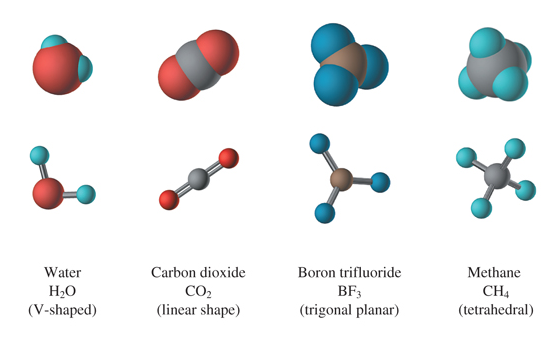 Water
H₂O
(V-shaped)
Carbon dioxide
CO₂
(linear shape)
Boron trifluoride
BF₃
(trigonal planar)
Methane
CH₄
(tetrahedral)